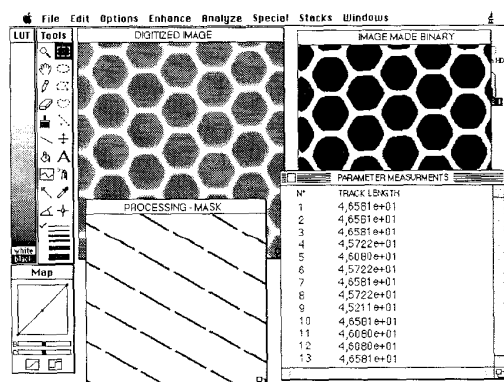 File Edit Options Enhance Analyze Special Stacks Windows
LUT Tools
DIGITIZED IMAGE
IMAGE MADE BINARY
PARAMETER MEASURMENTS
N° TRACK LENGTH
1 4,6581e+01
2 4,6581e+01
3 4,6581e+01
4 4,5722e+01
5 4,6080e+01
6 4,5722e+01
7 4,6581e+01
8 4,5722e+01
9 4,5211e+01
10 4,6581e+01
11 4,6080e+01
12 4,6080e+01
13 4,6581e+01
PROCESSING - MASK
A
white
black
Map